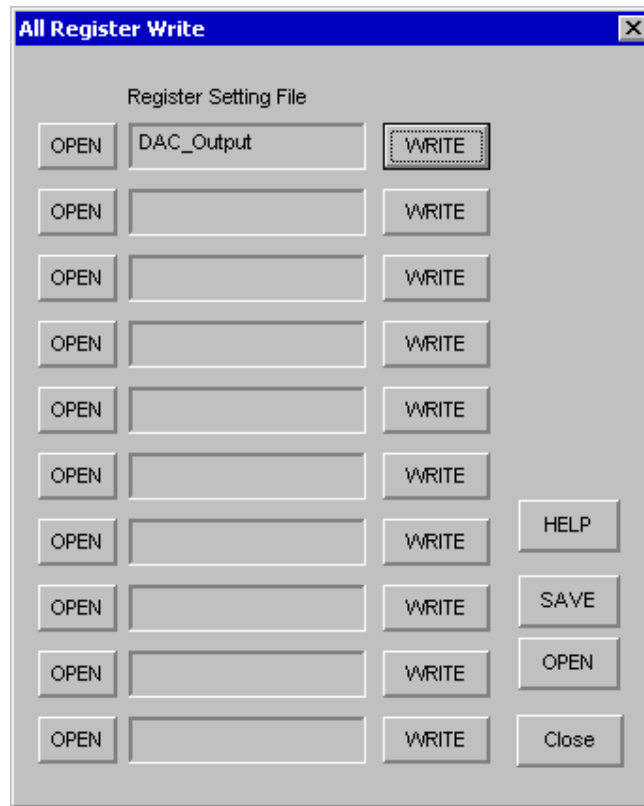 All Register Write
Register Setting File
OPEN DAC_Output WRITE
OPEN WRITE
OPEN WRITE
OPEN WRITE
OPEN WRITE
OPEN WRITE
HELP
OPEN WRITE
SAVE
OPEN WRITE
OPEN
OPEN WRITE
OPEN WRITE Close